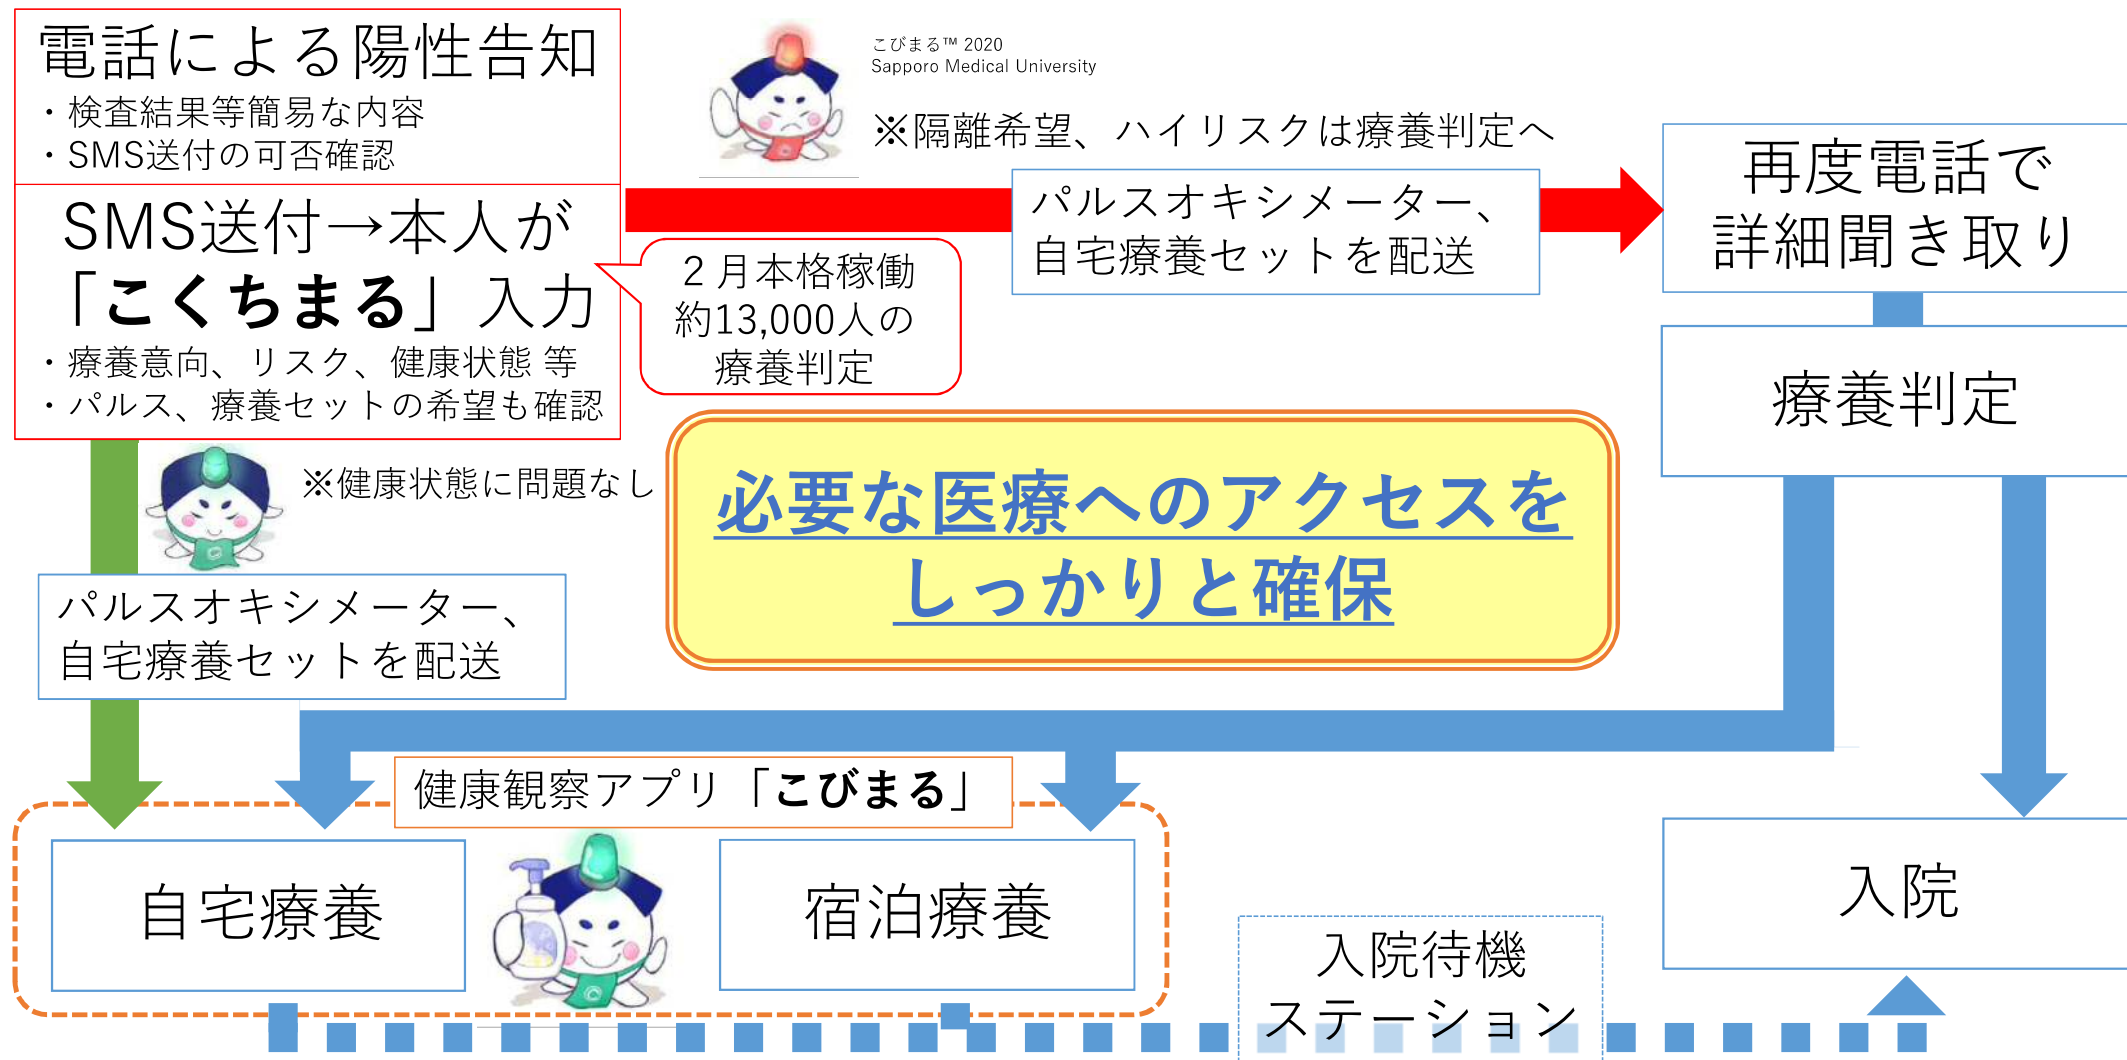 電話による陽性告知
・検査結果等簡易な内容
・SMS送付の可否確認
SMS送付→本人が
「こくちまる」入力
・療養意向、リスク、健康状態 等
・パルス、療養セットの希望も確認
こびまる™ 2020
Sapporo Medical University
※隔離希望、ハイリスクは療養判定へ
パルスオキシメーター、
自宅療養セットを配送
２月本格稼働
約13,000人の
療養判定
再度電話で
詳細聞き取り
療養判定
※健康状態に問題なし
必要な医療へのアクセスを
しっかりと確保
パルスオキシメーター、
自宅療養セットを配送
健康観察アプリ「こびまる」
自宅療養
宿泊療養
入院待機
ステーション
入院